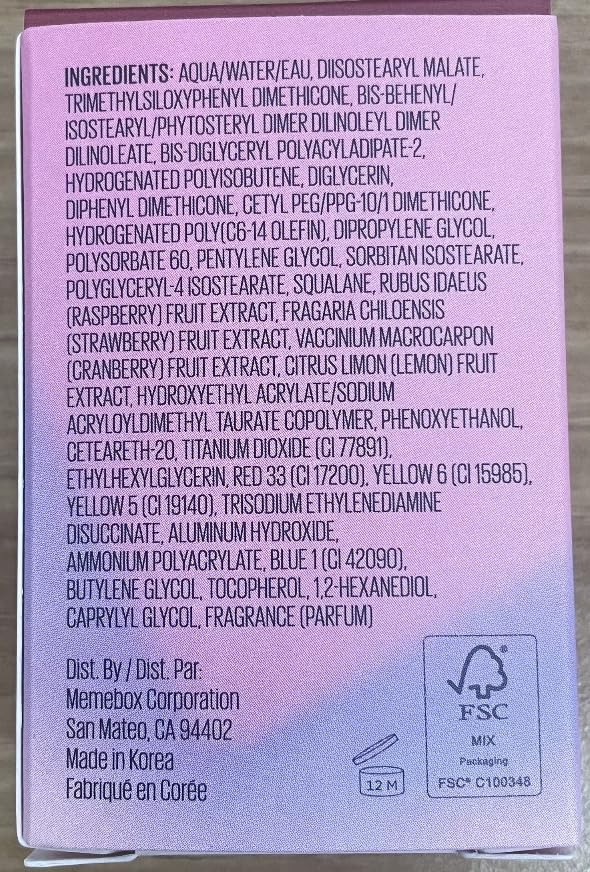 INGREDIENTS: AQUA/WATER/EAU, DIISOSTEARYL MALATE,
TRIMETHYLSILOXYPHENYL DIMETHICONE, BIS-BEHENYL/
ISOSTEARYL/PHYTOSTERYL DIMER DILINOLEYL DIMER
DILINOLEATE, BIS-DIGLYCERYL POLYACYLADIPATE-2,
HYDROGENATED POLYISOBUTENE, DIGLYCERIN,
DIPHENYL DIMETHICONE, CETYL PEG/PPG-10/1 DIMETHICONE,
HYDROGENATED POLY(C6-14 OLEFIN), DIPROPYLENE GLYCOL,
POLYSORBATE 60, PENTYLENE GLYCOL, SORBITAN ISOSTEARATE,
POLYGLYCERYL-4 ISOSTEARATE, SQUALANE, RUBUS IDAEUS
(RASPBERRY) FRUIT EXTRACT, FRAGARIA CHILOENSIS
(STRAWBERRY) FRUIT EXTRACT, VACCINIUM MACROCARPON
(CRANBERRY) FRUIT EXTRACT, CITRUS LIMON (LEMON) FRUIT
EXTRACT, HYDROXYETHYL ACRYLATE/SODIUM
ACRYLOYLDIMETHYL TAURATE COPOLYMER, PHENOXYETHANOL,
CETEARETH-20, TITANIUM DIOXIDE (CI 77891),
ETHYLHEXYLGLYCERIN, RED 33 (CI 17200), YELLOW 6 (CI 15985),
YELLOW 5 (CI 19140), TRISODIUM ETHYLENEDIAMINE
DISUCCINATE, ALUMINUM HYDROXIDE,
AMMONIUM POLYACRYLATE, BLUE 1 (CI 42090),
BUTYLENE GLYCOL, TOCOPHEROL, 1,2-HEXANEDIOL,
CAPRYLYL GLYCOL, FRAGRANCE (PARFUM)
Dist. By / Dist. Par:
Memebox Corporation
San Mateo, CA 94402
Made in Korea
Fabriqué en Corée
12 M
®
FSC
MIX
Packaging
FSC® C100348